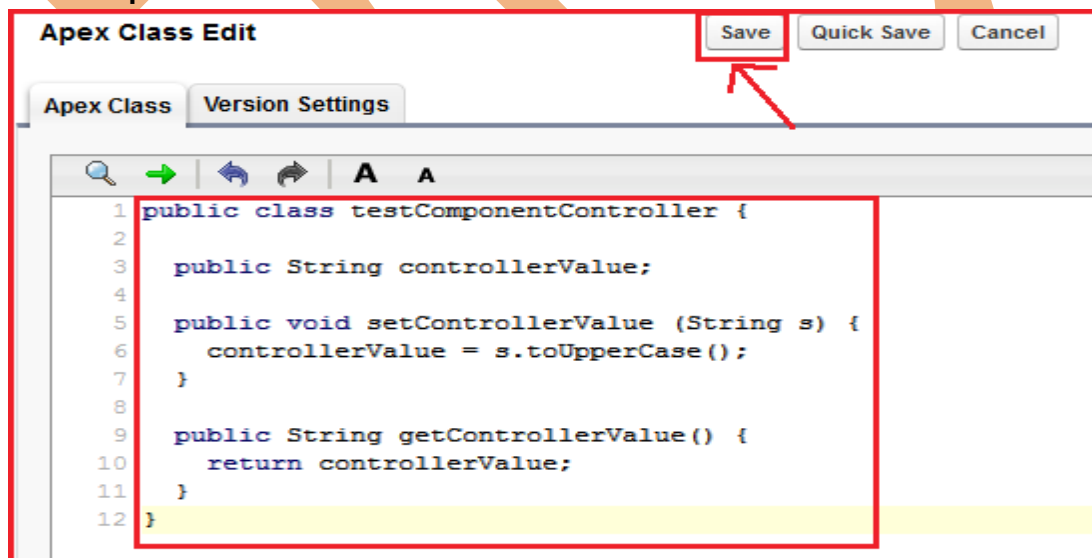 Apex Class Edit Save Quick Save Cancel
Apex Class Version Settings
A A
1 public class testComponentController {
2
3 public String controllerValue;
4
5 public void setControllerValue (String s) {
6 controllerValue = s.toUpperCase();
7 }
8
9 public String getControllerValue() {
10 return controllerValue;
11 }
12 }